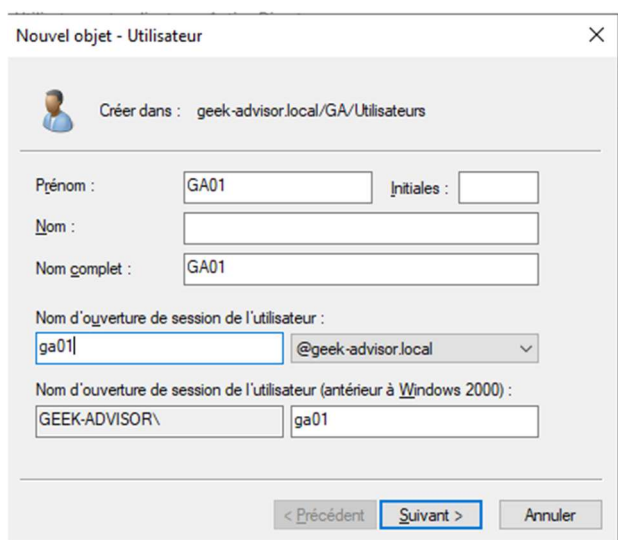 Nouvel objet - Utilisateur
Créer dans : geek-advisor.local/GA/Utilisateurs
Prénom : GA01 Initiales :
Nom :
Nom complet : GA01
Nom d'ouverture de session de l'utilisateur :
ga01 @geek-advisor.local
Nom d'ouverture de session de l'utilisateur (antérieur à Windows 2000) :
GEEK-ADVISOR\ ga01
< Précédent Suivant > Annuler